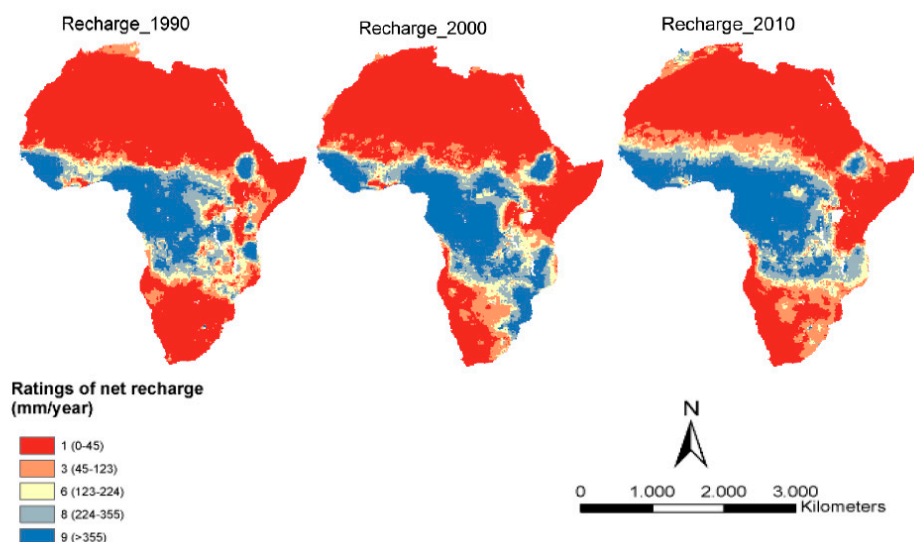 Recharge_1990
Recharge_2000
Recharge_2010
Ratings of net recharge
(mm/year)
1 (0-45)
3 (45-123)
6 (123-224)
8 (224-355)
9 (>355)
N
0 1.000 2.000 3.000
Kilometers